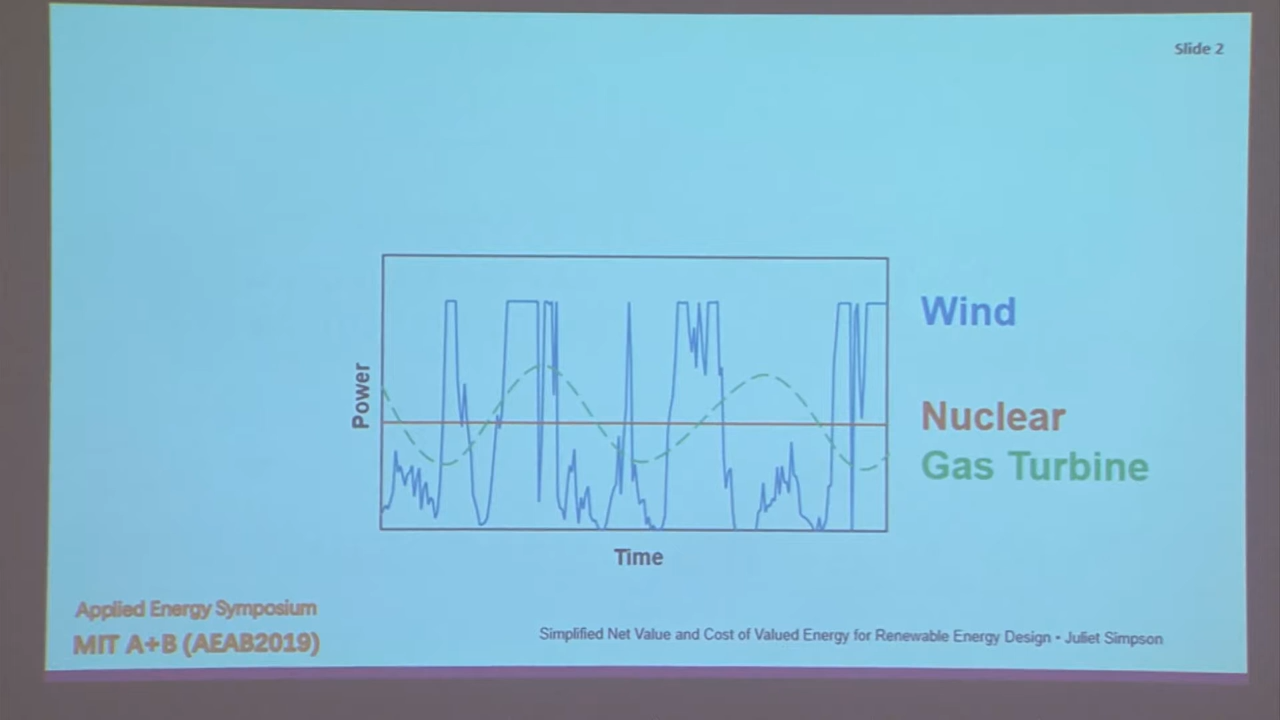 Slide 2
Wind
Power
Nuclear
Gas Turbine
Time
Applied Energy Symposium
MIT A+B (AEAB2019)
Simplified Net Value and Cost of Valued Energy for Renewable Energy Design • Juliet Simpson